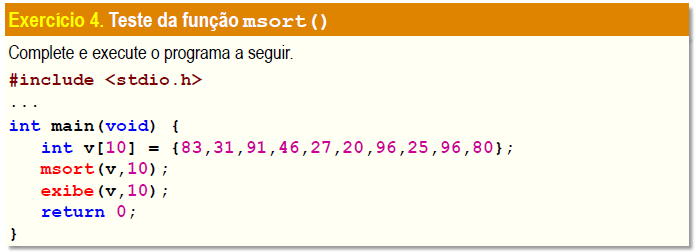 Exercício 4. Teste da função msort()
Complete e execute o programa a seguir.
#include <stdio.h>
...
int main(void) {
   int v[10] = {83,31,91,46,27,20,96,25,96,80};
   msort(v,10);
   exibe(v,10);
   return 0;
}